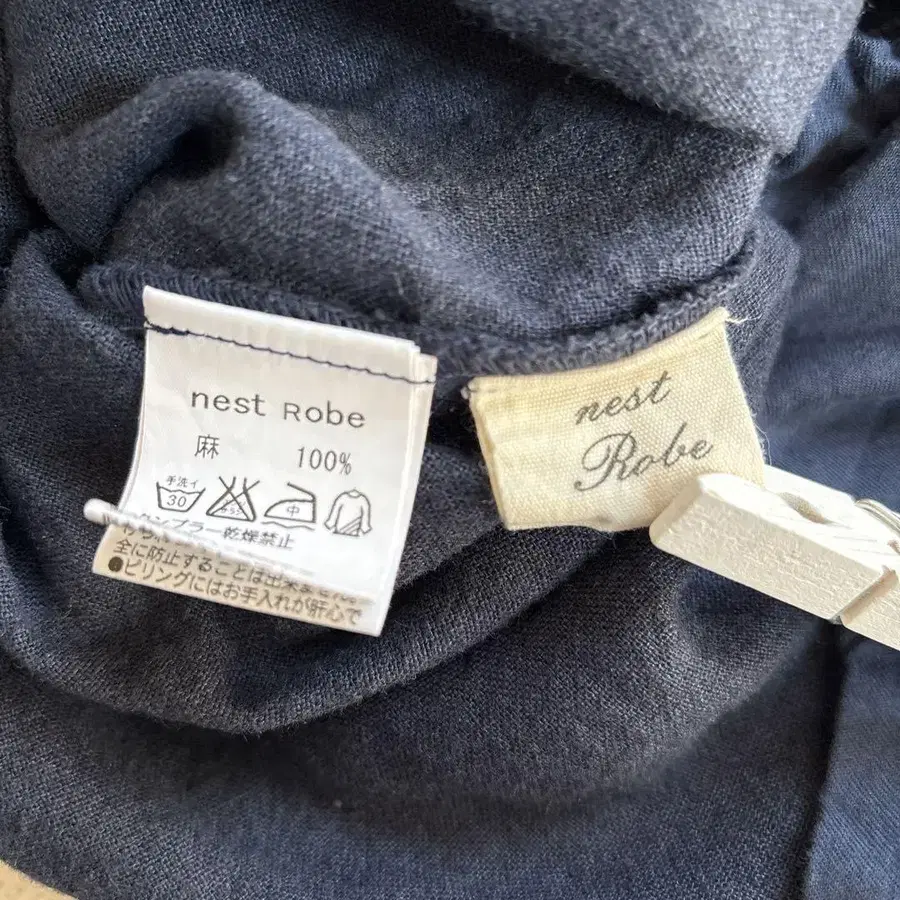 nest Robe
麻 100%
手洗イ
30
中
タンブラー乾燥禁止
全に防止することは出来ません
●ピリングにはお手入れが肝心で
nest
Robe